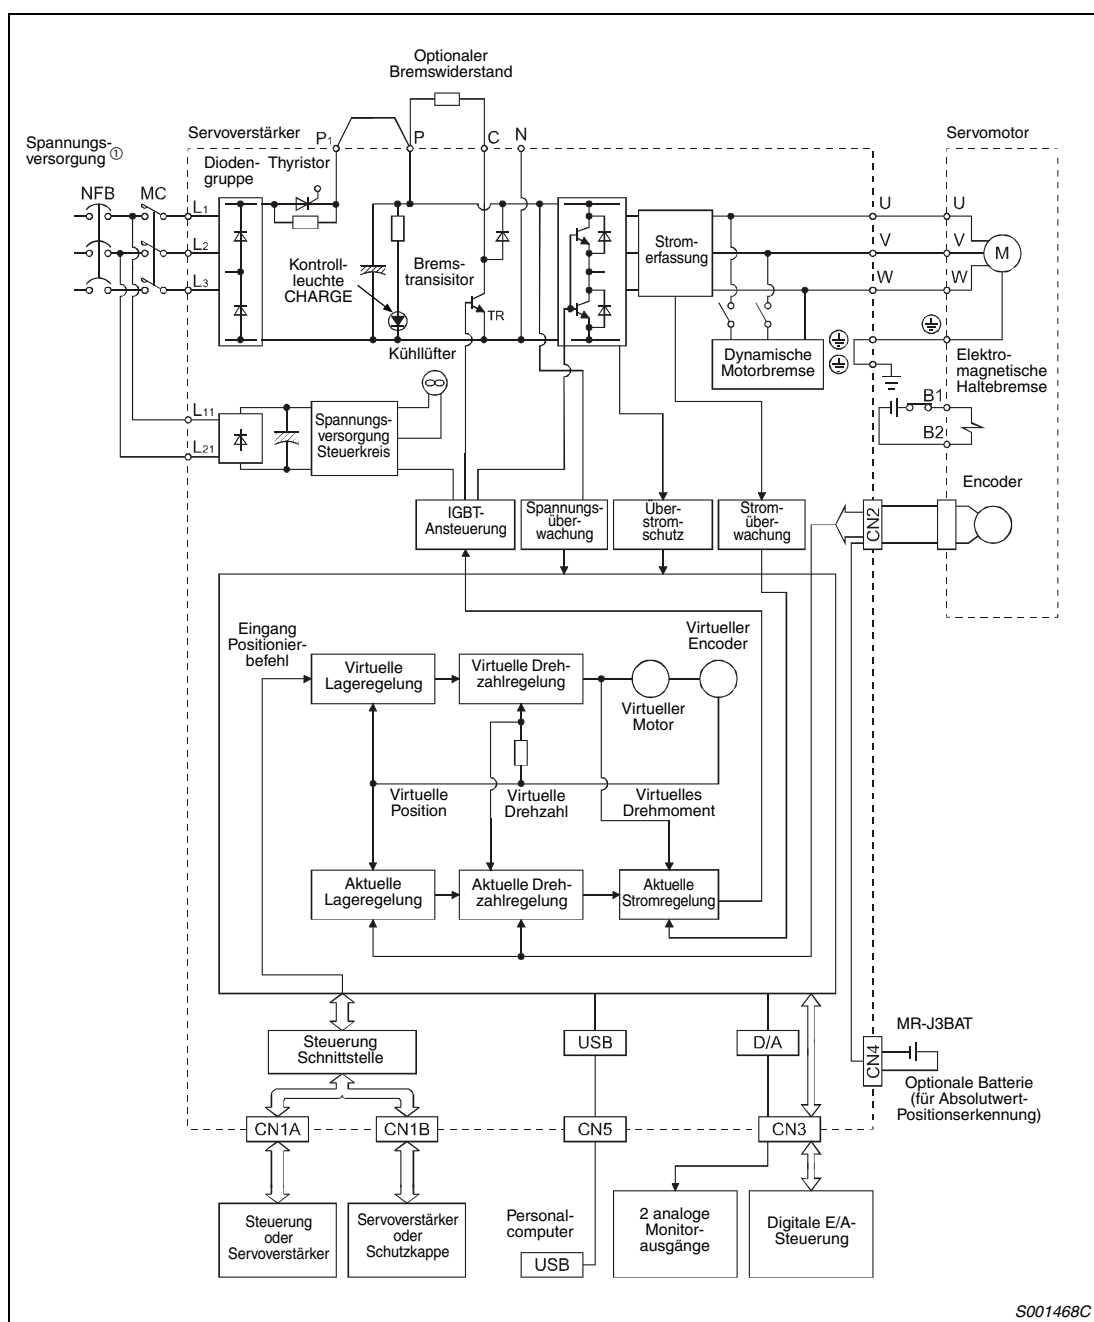 Optionaler
Bremswiderstand
Servoverstärker
P1
P
C
N
Servomotor
Spannungs-
versorgung ①
Dioden-
gruppe
Thyristor
NFB
MC
L1
L2
L3
U
V
W
U
V
W
M
Strom-
erfassung
Kontroll-
leuchte
CHARGE
Brems-
transisitor
TR
Kühllüfter
Dynamische
Motorbremse
Elektro-
magnetische
Haltebremse
B1
B2
L11
L21
Spannungs-
versorgung
Steuerkreis
Encoder
IGBT-
Ansteuerung
Spannungs-
über-
wachung
Über-
strom-
schutz
Strom-
über-
wachung
CN2
Eingang
Positionier-
befehl
Virtueller
Encoder
Virtuelle
Lageregelung
Virtuelle Dreh-
zahlregelung
Virtueller
Motor
Virtuelle
Position
Virtuelle
Drehzahl
Virtuelles
Drehmoment
Aktuelle
Lageregelung
Aktuelle Dreh-
zahlregelung
Aktuelle
Stromregelung
Steuerung
Schnittstelle
USB
D/A
MR-J3BAT
CN4
Optionale Batterie
(für Absolutwert-
Positionserkennung)
CN1A
CN1B
CN5
CN3
Steuerung
oder
Servoverstärker
Servoverstärker
oder
Schutzkappe
Personal-
computer
USB
2 analoge
Monitor-
ausgänge
Digitale E/A-
Steuerung
S001468C